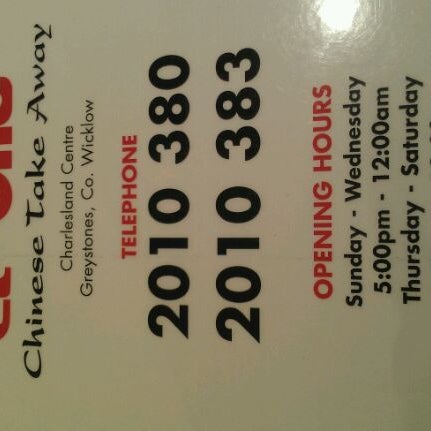 Chinese Take Away
Charlesland Centre
Greystones, Co. Wicklow
TELEPHONE
2010 380
2010 383
OPENING HOURS
Sunday - Wednesday
5:00pm - 12:00am
Thursday - Saturday